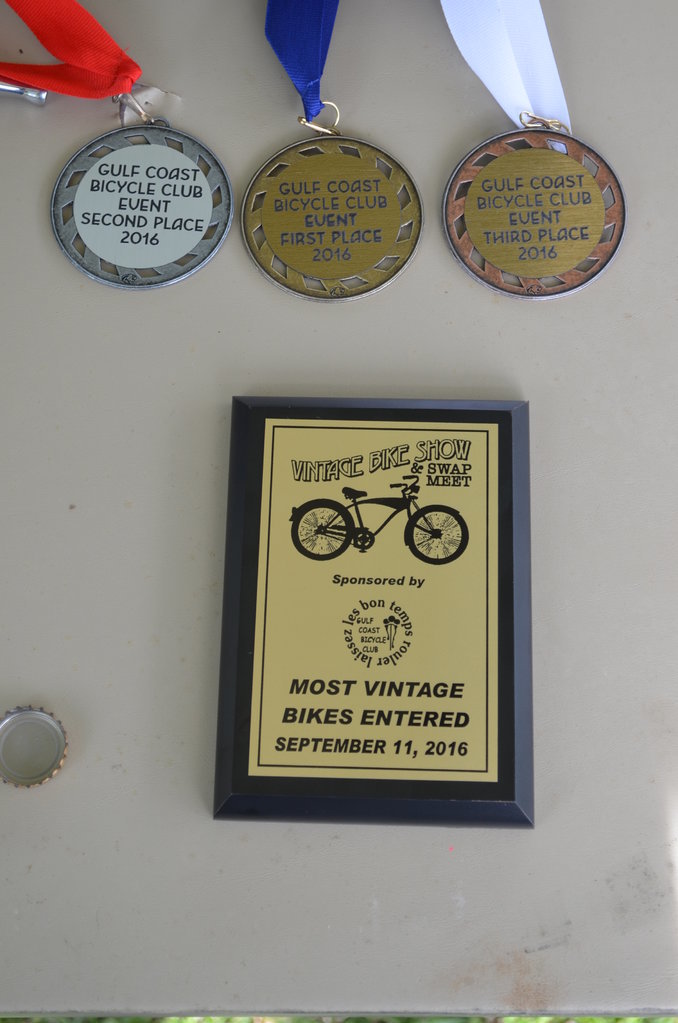 GULF COAST
BICYCLE CLUB
EVENT
SECOND PLACE
2016
GULF COAST
BICYCLE CLUB
EVENT
FIRST PLACE
2016
GULF COAST
BICYCLE CLUB
EVENT
THIRD PLACE
2016
VINTAGE BIKE SHOW
& SWAP
MEET
Sponsored by
laissez les bon temps rouler
GULF
COAST
BICYCLE
CLUB
MOST VINTAGE
BIKES ENTERED
SEPTEMBER 11, 2016